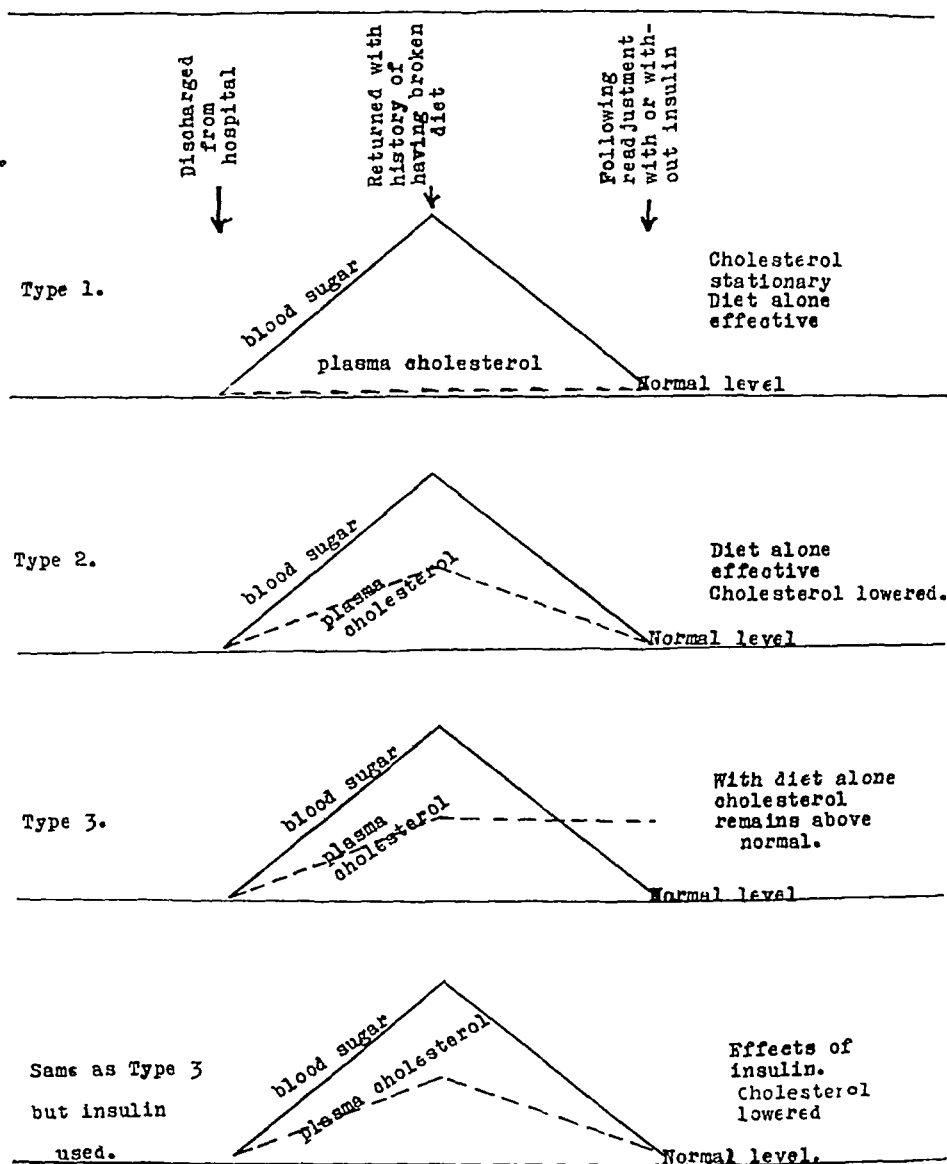 Discharged
from
hospital
Returned with
history of
having broken
diet
Following
readjustment
with or with-
out insulin
Type 1.
blood sugar
plasma cholesterol
Cholesterol
stationary
Diet alone
effective
Normal level
Type 2.
blood sugar
plasma
cholesterol
Diet alone
effective
Cholesterol lowered.
Normal level
Type 3.
blood sugar
plasma
cholesterol
With diet alone
cholesterol
remains above
normal.
Normal level
Same as Type 3
but insulin
used.
blood sugar
plasma cholesterol
Effects of
insulin.
Cholesterol
lowered
Normal level.